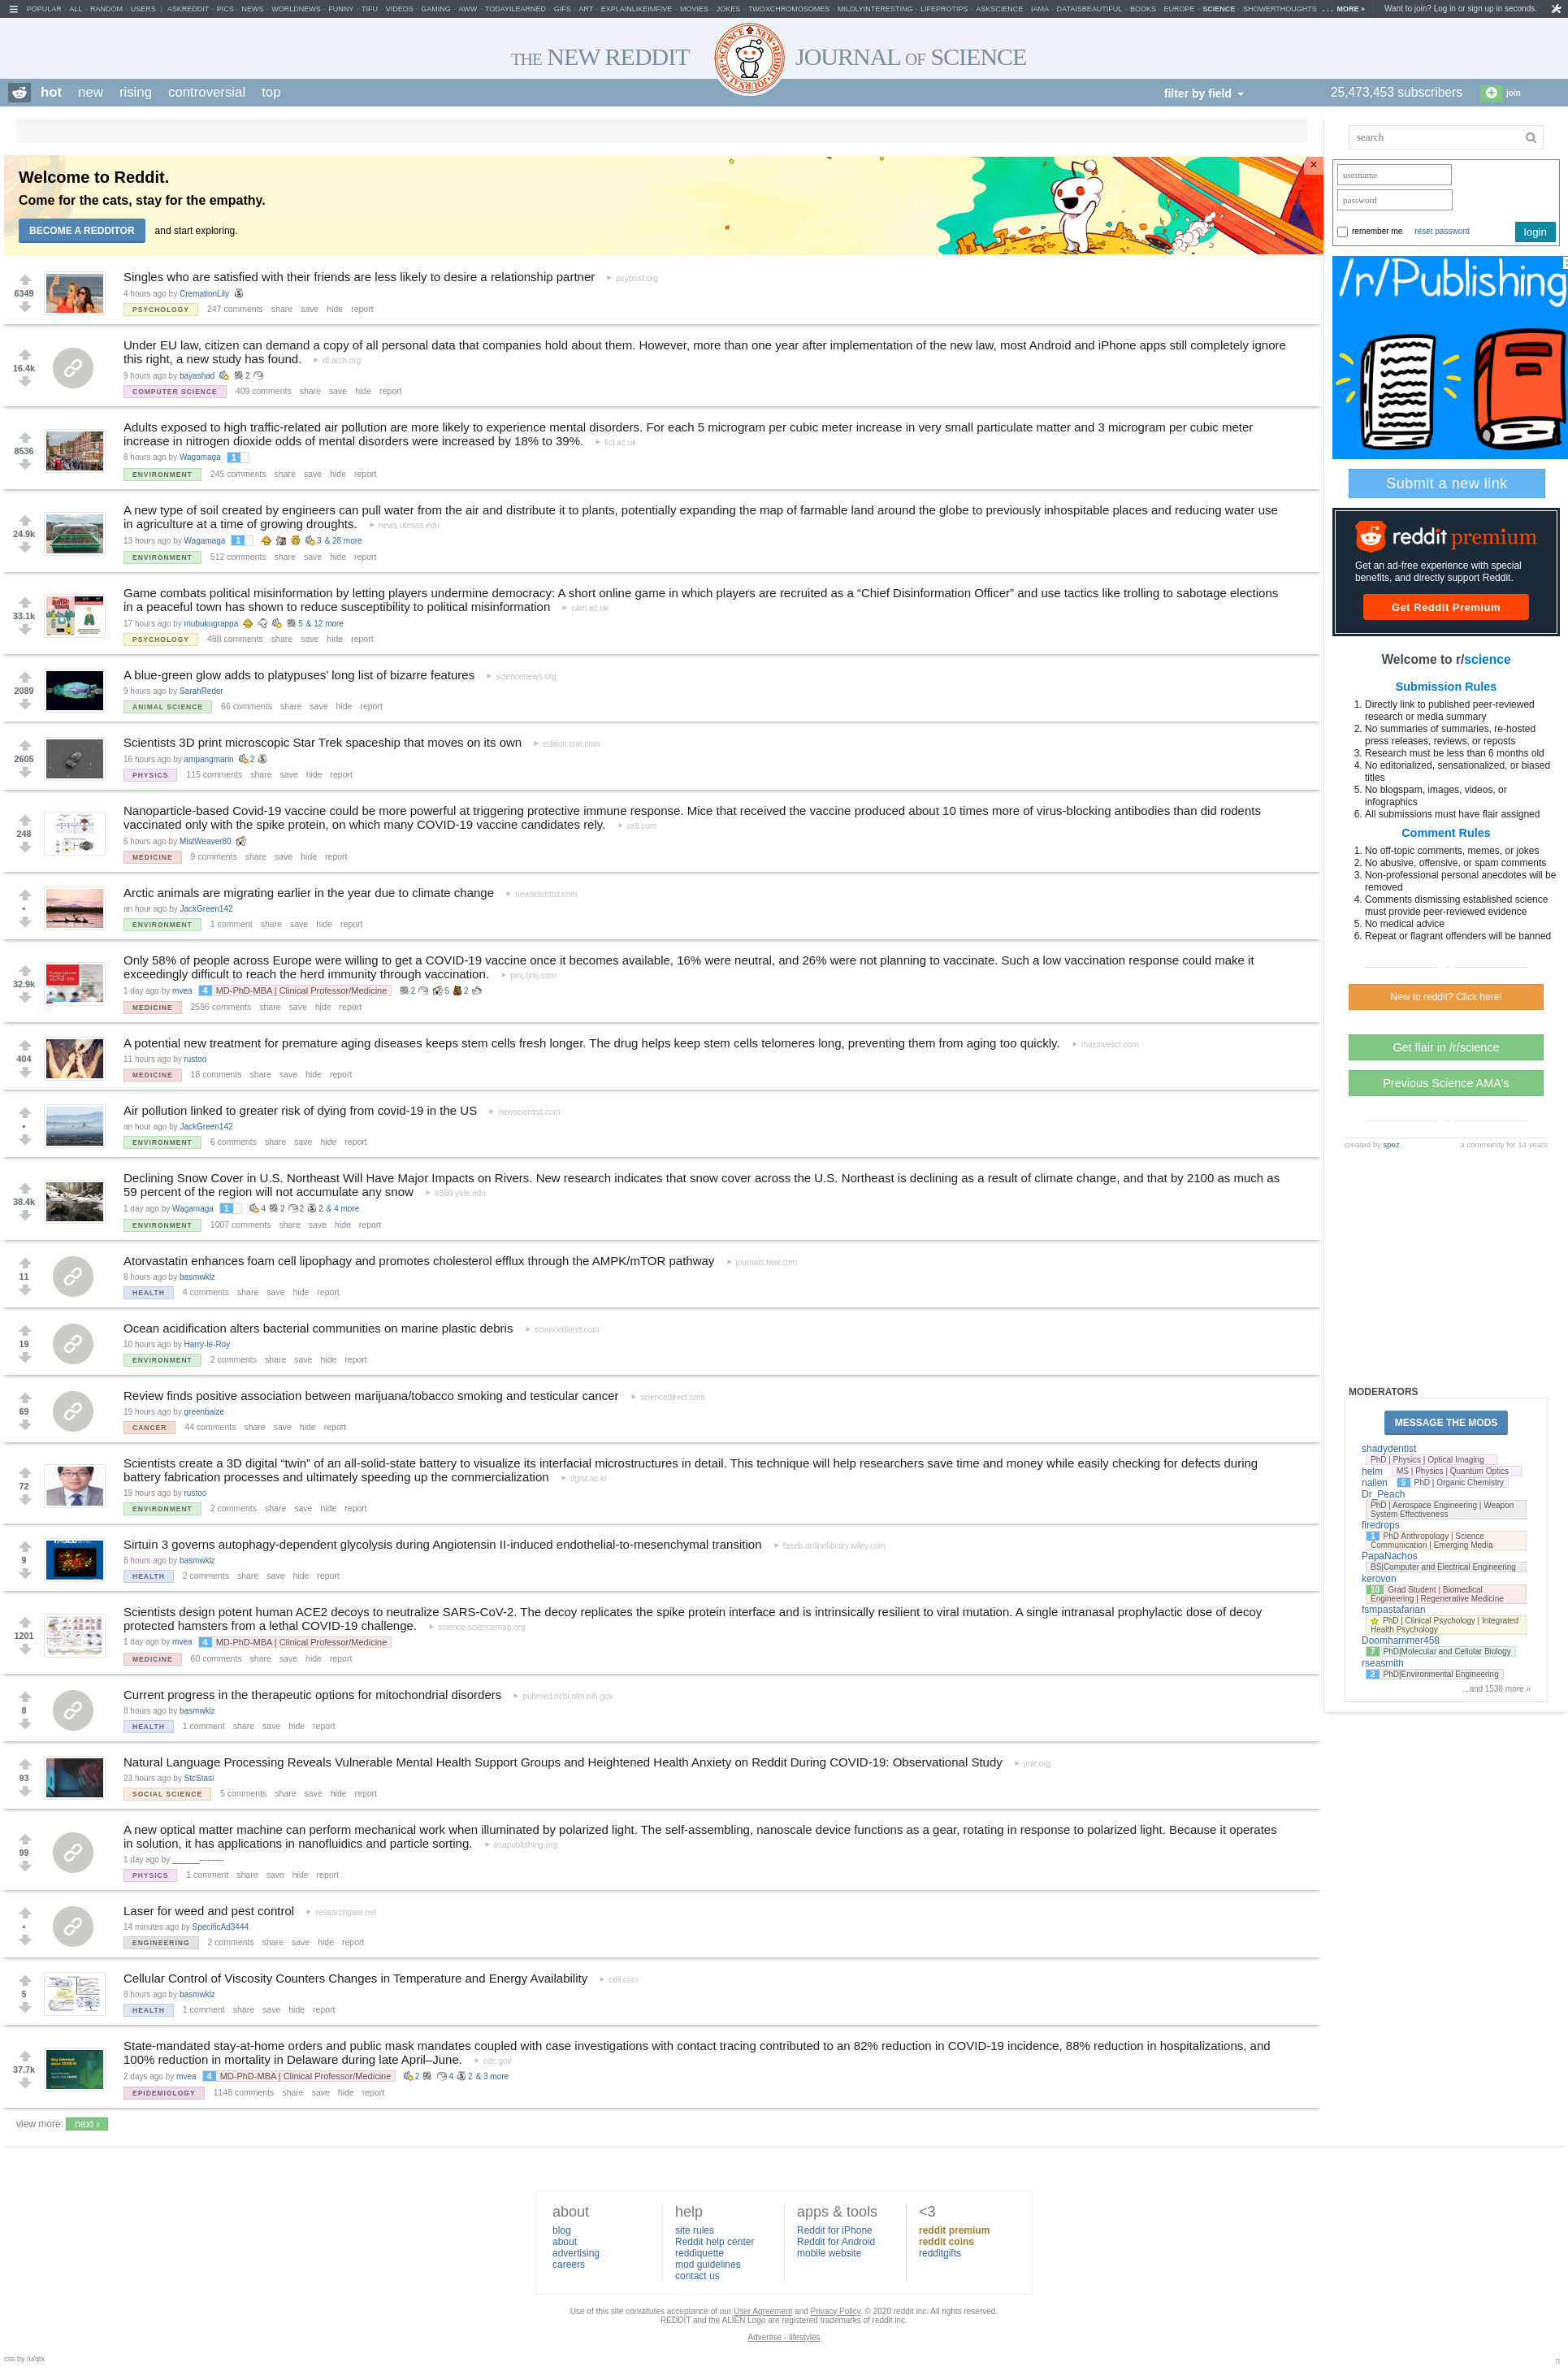 POPULAR - ALL - RANDOM - USERS | ASKREDDIT - PICS - NEWS - WORLDNEWS - FUNNY - TIFU - VIDEOS - GAMING - AWW - TODAYILEARNED - GIFS - ART - EXPLAINLIKEIMFIVE - MOVIES - JOKES - TWOXCHROMOSOMES - MILDLYINTERESTING - LIFEPROTIPS - ASKSCIENCE - IAMA - DATAISBEAUTIFUL - BOOKS - EUROPE - SCIENCE - SHOWERTHOUGHTS ... MORE »
Want to join? Log in or sign up in seconds.
THE NEW REDDIT JOURNAL OF SCIENCE
hot new rising controversial top
filter by field
25,473,453 subscribers
join
Welcome to Reddit.
Come for the cats, stay for the empathy.
BECOME A REDDITOR and start exploring.
Singles who are satisfied with their friends are less likely to desire a relationship partner psypost.org
6349
4 hours ago by CremationLily
PSYCHOLOGY 247 comments share save hide report
Under EU law, citizen can demand a copy of all personal data that companies hold about them. However, more than one year after implementation of the new law, most Android and iPhone apps still completely ignore
this right, a new study has found. dl.acm.org
16.4k
9 hours ago by bayashad 2
COMPUTER SCIENCE 409 comments share save hide report
Adults exposed to high traffic-related air pollution are more likely to experience mental disorders. For each 5 microgram per cubic meter increase in very small particulate matter and 3 microgram per cubic meter
increase in nitrogen dioxide odds of mental disorders were increased by 18% to 39%. kcl.ac.uk
8536
8 hours ago by Wagamaga 1
ENVIRONMENT 245 comments share save hide report
A new type of soil created by engineers can pull water from the air and distribute it to plants, potentially expanding the map of farmable land around the globe to previously inhospitable places and reducing water use
in agriculture at a time of growing droughts. news.utexas.edu
24.9k
13 hours ago by Wagamaga 1 3 & 28 more
ENVIRONMENT 512 comments share save hide report
Game combats political misinformation by letting players undermine democracy: A short online game in which players are recruited as a “Chief Disinformation Officer” and use tactics like trolling to sabotage elections
in a peaceful town has shown to reduce susceptibility to political misinformation cam.ac.uk
33.1k
17 hours ago by mubukugrappa 5 & 12 more
PSYCHOLOGY 488 comments share save hide report
A blue-green glow adds to platypuses’ long list of bizarre features sciencenews.org
2089
9 hours ago by SarahReder
ANIMAL SCIENCE 66 comments share save hide report
Scientists 3D print microscopic Star Trek spaceship that moves on its own edition.cnn.com
2605
16 hours ago by ampangmarin 2
PHYSICS 115 comments share save hide report
Nanoparticle-based Covid-19 vaccine could be more powerful at triggering protective immune response. Mice that received the vaccine produced about 10 times more of virus-blocking antibodies than did rodents
vaccinated only with the spike protein, on which many COVID-19 vaccine candidates rely. cell.com
248
6 hours ago by MistWeaver80
MEDICINE 9 comments share save hide report
Arctic animals are migrating earlier in the year due to climate change newscientist.com
•
an hour ago by JackGreen142
ENVIRONMENT 1 comment share save hide report
Only 58% of people across Europe were willing to get a COVID-19 vaccine once it becomes available, 16% were neutral, and 26% were not planning to vaccinate. Such a low vaccination response could make it
exceedingly difficult to reach the herd immunity through vaccination. pmj.bmj.com
32.9k
1 day ago by mvea 4 MD-PhD-MBA | Clinical Professor/Medicine 2 5 2
MEDICINE 2596 comments share save hide report
A potential new treatment for premature aging diseases keeps stem cells fresh longer. The drug helps keep stem cells telomeres long, preventing them from aging too quickly. massivesci.com
404
11 hours ago by rustoo
MEDICINE 18 comments share save hide report
Air pollution linked to greater risk of dying from covid-19 in the US newscientist.com
•
an hour ago by JackGreen142
ENVIRONMENT 6 comments share save hide report
Declining Snow Cover in U.S. Northeast Will Have Major Impacts on Rivers. New research indicates that snow cover across the U.S. Northeast is declining as a result of climate change, and that by 2100 as much as
59 percent of the region will not accumulate any snow e360.yale.edu
38.4k
1 day ago by Wagamaga 1 4 2 2 2 & 4 more
ENVIRONMENT 1007 comments share save hide report
Atorvastatin enhances foam cell lipophagy and promotes cholesterol efflux through the AMPK/mTOR pathway journals.lww.com
11
8 hours ago by basmwklz
HEALTH 4 comments share save hide report
Ocean acidification alters bacterial communities on marine plastic debris sciencedirect.com
19
10 hours ago by Harry-le-Roy
ENVIRONMENT 2 comments share save hide report
Review finds positive association between marijuana/tobacco smoking and testicular cancer sciencedirect.com
69
19 hours ago by greenbaize
CANCER 44 comments share save hide report
Scientists create a 3D digital “twin” of an all-solid-state battery to visualize its interfacial microstructures in detail. This technique will help researchers save time and money while easily checking for defects during
battery fabrication processes and ultimately speeding up the commercialization dgist.ac.kr
72
19 hours ago by rustoo
ENVIRONMENT 2 comments share save hide report
Sirtuin 3 governs autophagy-dependent glycolysis during Angiotensin II-induced endothelial-to-mesenchymal transition faseb.onlinelibrary.wiley.com
9
8 hours ago by basmwklz
HEALTH 2 comments share save hide report
Scientists design potent human ACE2 decoys to neutralize SARS-CoV-2. The decoy replicates the spike protein interface and is intrinsically resilient to viral mutation. A single intranasal prophylactic dose of decoy
protected hamsters from a lethal COVID-19 challenge. science.sciencemag.org
1201
1 day ago by mvea 4 MD-PhD-MBA | Clinical Professor/Medicine
MEDICINE 60 comments share save hide report
Current progress in the therapeutic options for mitochondrial disorders pubmed.ncbi.nlm.nih.gov
8
8 hours ago by basmwklz
HEALTH 1 comment share save hide report
Natural Language Processing Reveals Vulnerable Mental Health Support Groups and Heightened Health Anxiety on Reddit During COVID-19: Observational Study jmir.org
93
23 hours ago by StcStasi
SOCIAL SCIENCE 5 comments share save hide report
A new optical matter machine can perform mechanical work when illuminated by polarized light. The self-assembling, nanoscale device functions as a gear, rotating in response to polarized light. Because it operates
in solution, it has applications in nanofluidics and particle sorting. osapublishing.org
99
1 day ago by ______---------
PHYSICS 1 comment share save hide report
Laser for weed and pest control researchgate.net
•
14 minutes ago by SpecificAd3444
ENGINEERING 2 comments share save hide report
Cellular Control of Viscosity Counters Changes in Temperature and Energy Availability cell.com
5
8 hours ago by basmwklz
HEALTH 1 comment share save hide report
State-mandated stay-at-home orders and public mask mandates coupled with case investigations with contact tracing contributed to an 82% reduction in COVID-19 incidence, 88% reduction in hospitalizations, and
100% reduction in mortality in Delaware during late April–June. cdc.gov
37.7k
2 days ago by mvea 4 MD-PhD-MBA | Clinical Professor/Medicine 2 4 2 & 3 more
EPIDEMIOLOGY 1148 comments share save hide report
view more: next ›
search
username
password
remember me reset password login
/r/Publishing
Submit a new link
reddit premium
Get an ad-free experience with special
benefits, and directly support Reddit.
Get Reddit Premium
Welcome to r/science
Submission Rules
1. Directly link to published peer-reviewed
research or media summary
2. No summaries of summaries, re-hosted
press releases, reviews, or reposts
3. Research must be less than 6 months old
4. No editorialized, sensationalized, or biased
titles
5. No blogspam, images, videos, or
infographics
6. All submissions must have flair assigned
Comment Rules
1. No off-topic comments, memes, or jokes
2. No abusive, offensive, or spam comments
3. Non-professional personal anecdotes will be
removed
4. Comments dismissing established science
must provide peer-reviewed evidence
5. No medical advice
6. Repeat or flagrant offenders will be banned
New to reddit? Click here!
Get flair in /r/science
Previous Science AMA's
created by spez a community for 14 years
MODERATORS
MESSAGE THE MODS
shadydentist
PhD | Physics | Optical Imaging
helm MS | Physics | Quantum Optics
nallen 5 PhD | Organic Chemistry
Dr_Peach
PhD | Aerospace Engineering | Weapon
System Effectiveness
firedrops
1 PhD Anthropology | Science
Communication | Emerging Media
PapaNachos
BS|Computer and Electrical Engineering
kerovon
10 Grad Student | Biomedical
Engineering | Regenerative Medicine
fsmpastafarian
PhD | Clinical Psychology | Integrated
Health Psychology
Doomhammer458
7 PhD|Molecular and Cellular Biology
rseasmith
2 PhD|Environmental Engineering
...and 1538 more »
about
blog
about
advertising
careers
help
site rules
Reddit help center
reddiquette
mod guidelines
contact us
apps & tools
Reddit for iPhone
Reddit for Android
mobile website
<3
reddit premium
reddit coins
redditgifts
Use of this site constitutes acceptance of our User Agreement and Privacy Policy. © 2020 reddit inc. All rights reserved.
REDDIT and the ALIEN Logo are registered trademarks of reddit inc.
Advertise - lifestyles
css by /u/qtx
π